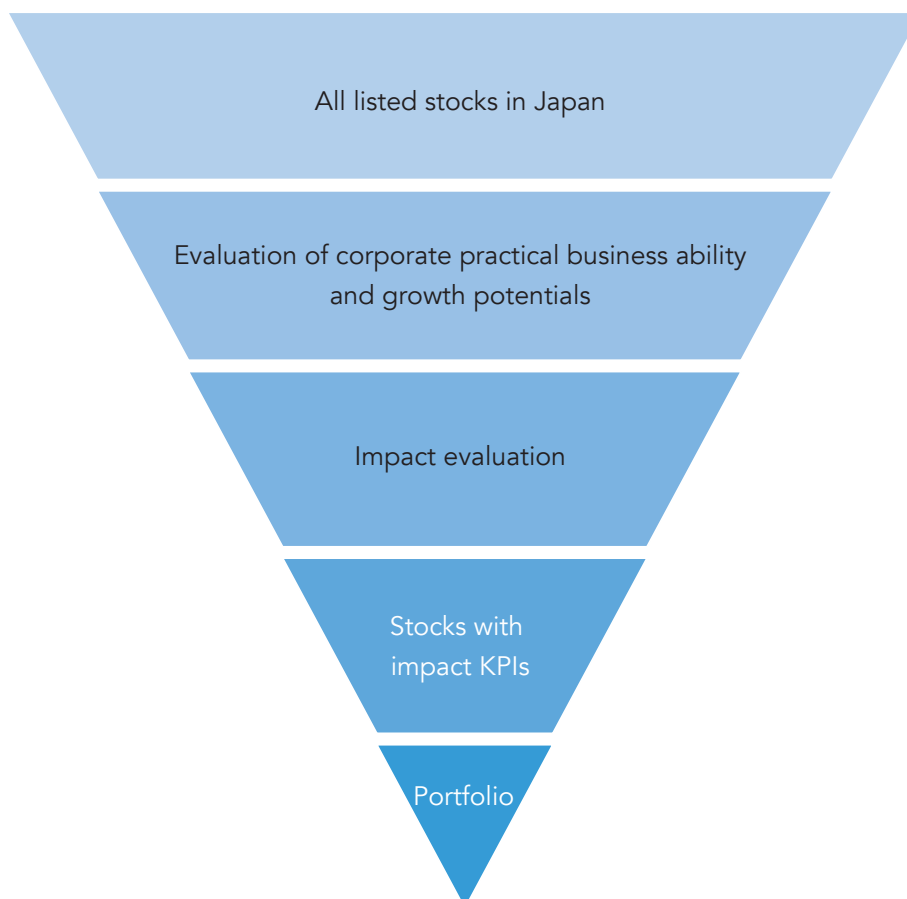 All listed stocks in Japan
Evaluation of corporate practical business ability
and growth potentials
Impact evaluation
Stocks with
impact KPIs
Portfolio